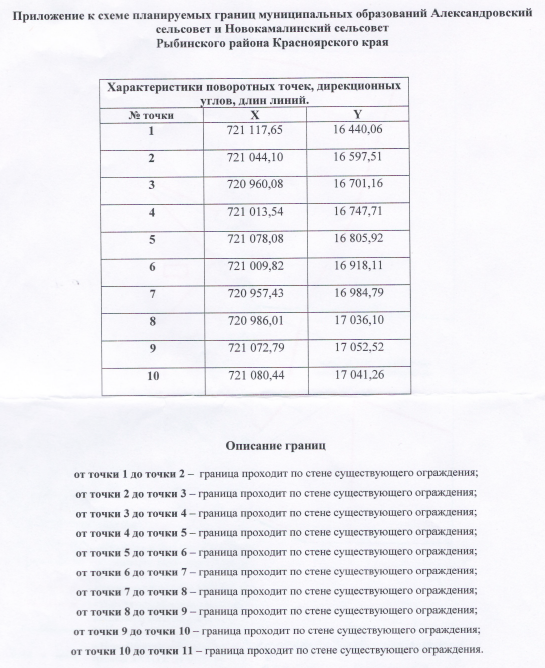 Приложение к схеме планируемых границ муниципальных образований Александровский
сельсовет и Новокамалинский сельсовет
Рыбинского района Красноярского края
Характеристики поворотных точек, дирекционных
углов, длин линий.
№ точки X Y
1 721 117,65 16 440,06
2 721 044,10 16 597,51
3 720 960,08 16 701,16
4 721 013,54 16 747,71
5 721 078,08 16 805,92
6 721 009,82 16 918,11
7 720 957,43 16 984,79
8 720 986,01 17 036,10
9 721 072,79 17 052,52
10 721 080,44 17 041,26
Описание границ
от точки 1 до точки 2 – граница проходит по стене существующего ограждения;
от точки 2 до точки 3 – граница проходит по стене существующего ограждения;
от точки 3 до точки 4 – граница проходит по стене существующего ограждения;
от точки 4 до точки 5 – граница проходит по стене существующего ограждения;
от точки 5 до точки 6 – граница проходит по стене существующего ограждения;
от точки 6 до точки 7 – граница проходит по стене существующего ограждения;
от точки 7 до точки 8 – граница проходит по стене существующего ограждения;
от точки 8 до точки 9 – граница проходит по стене существующего ограждения;
от точки 9 до точки 10 – граница проходит по стене существующего ограждения;
от точки 10 до точки 11 – граница проходит по стене существующего ограждения.